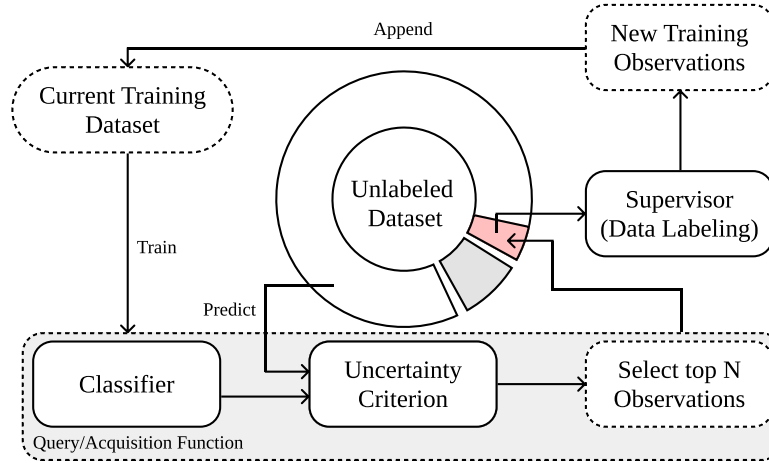 Append
New Training
Observations
Current Training
Dataset
Unlabeled
Dataset
Supervisor
(Data Labeling)
Train
Predict
Classifier
Uncertainty
Criterion
Select top N
Observations
Query/Acquisition Function